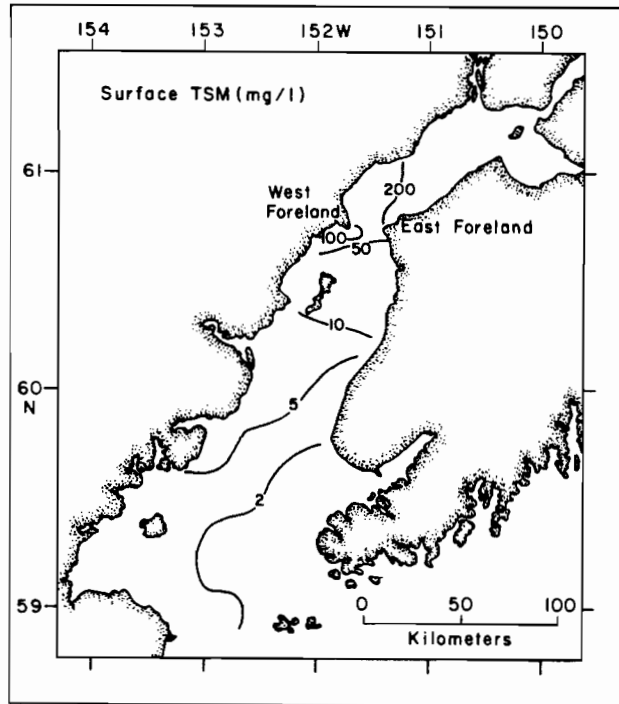 154 153 152W 151 150
Surface TSM (mg/l)
61
West
Foreland
200
100
East Foreland
50
10
60
N
5
2
59
0 50 100
Kilometers